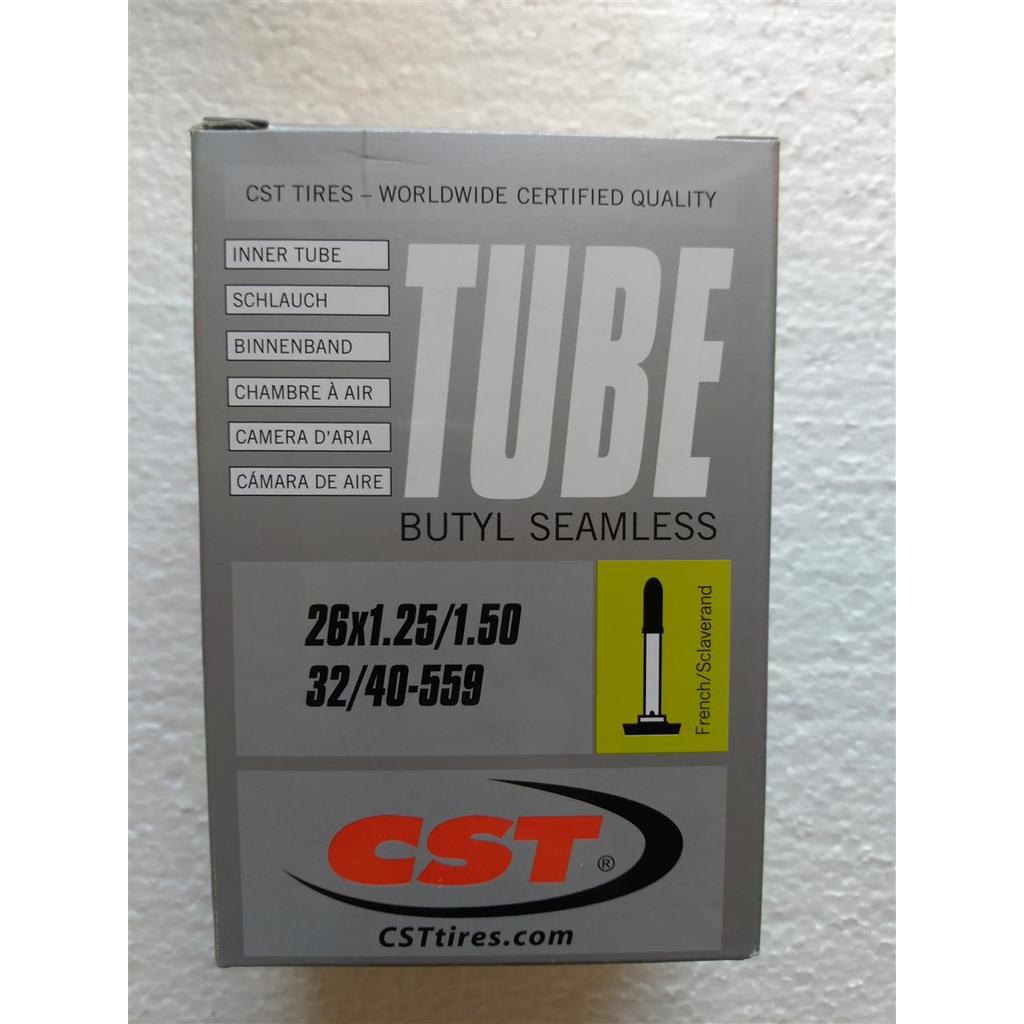 CST TIRES – WORLDWIDE CERTIFIED QUALITY
INNER TUBE
SCHLAUCH
BINNENBAND
CHAMBRE À AIR
CAMERA D'ARIA
CÁMARA DE AIRE
TUBE
BUTYL SEAMLESS
26x1.25/1.50
32/40-559
French/Sclaverand
CST®
CSTtires.com